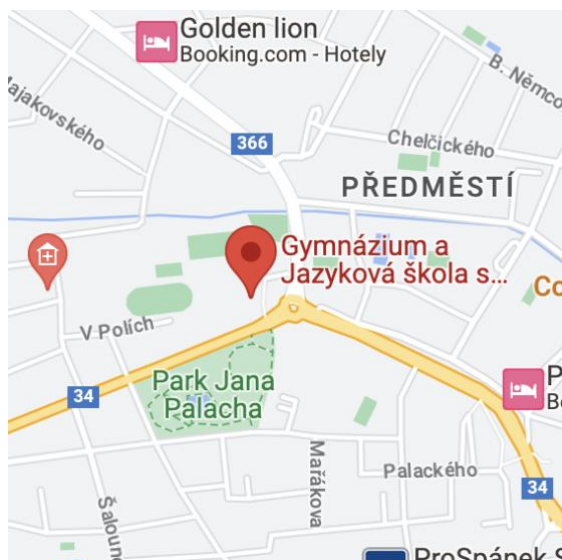 Golden lion
Booking.com - Hotely
B. Němco
Majakovského
366
Chelčického
PŘEDMĚSTÍ
Gymnázium a
Jazyková škola s...
Co
V Polích
34
Park Jana
Palacha
P
Bo
Mařákova
Palackého
34
Šaloun
ProSpánek S